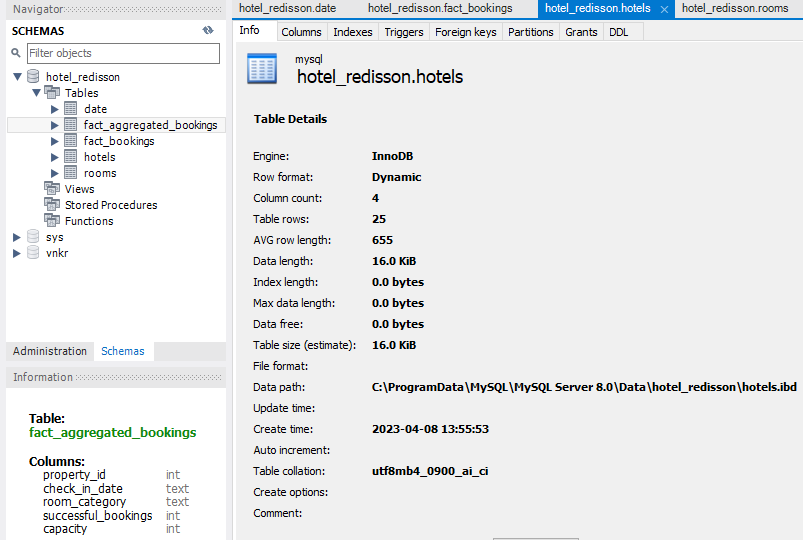 Navigator
SCHEMAS
Filter objects
hotel_redisson
Tables
date
fact_aggregated_bookings
fact_bookings
hotels
rooms
Views
Stored Procedures
Functions
sys
vnkr
Administration Schemas
Information
Table:
fact_aggregated_bookings
Columns:
property_id int
check_in_date text
room_category text
successful_bookings int
capacity int
hotel_redisson.date hotel_redisson.fact_bookings hotel_redisson.hotels hotel_redisson.rooms
Info Columns Indexes Triggers Foreign keys Partitions Grants DDL
mysql
hotel_redisson.hotels
Table Details
Engine: InnoDB
Row format: Dynamic
Column count: 4
Table rows: 25
AVG row length: 655
Data length: 16.0 KiB
Index length: 0.0 bytes
Max data length: 0.0 bytes
Data free: 0.0 bytes
Table size (estimate): 16.0 KiB
File format:
Data path: C:\ProgramData\MySQL\MySQL Server 8.0\Data\hotel_redisson\hotels.ibd
Update time:
Create time: 2023-04-08 13:55:53
Auto increment:
Table collation: utf8mb4_0900_ai_ci
Create options:
Comment: